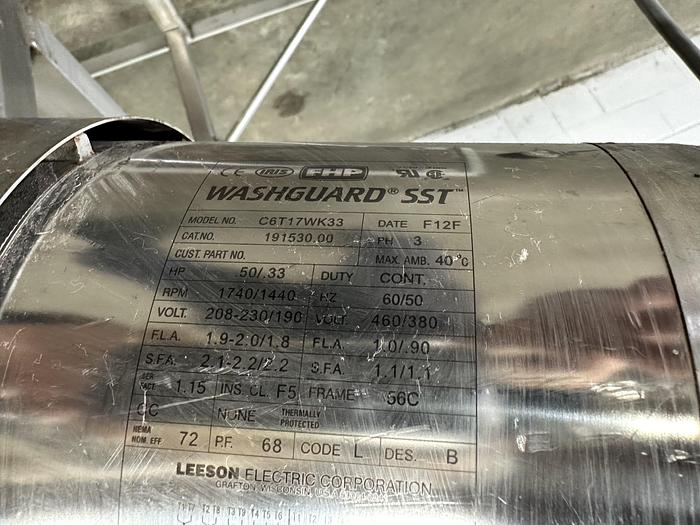 CE IRIS FHP
WASHGUARD® SST™
MODEL NO. C6T17WK33 DATE F12F
CAT.NO. 191530.00 PH 3
CUST. PART NO. MAX. AMB. 40 °C
HP .50/.33 DUTY CONT.
RPM 1740/1440 HZ 60/50
VOLT 208-230/190 VOLT 460/380
F.L.A. 1.9-2.0/1.8 F.L.A. 1.0/.90
S.F.A. 2.1-2.2/2.2 S.F.A. 1.1/1.1
SER
FACT 1.15 INS. CL. F5 FRAME 56C
CC NONE THERMALLY
PROTECTED
NEMA
NOM. EFF 72 P.F. 68 CODE L DES. B
LEESON ELECTRIC CORPORATION
GRAFTON, WISCONSIN, U.S.A.